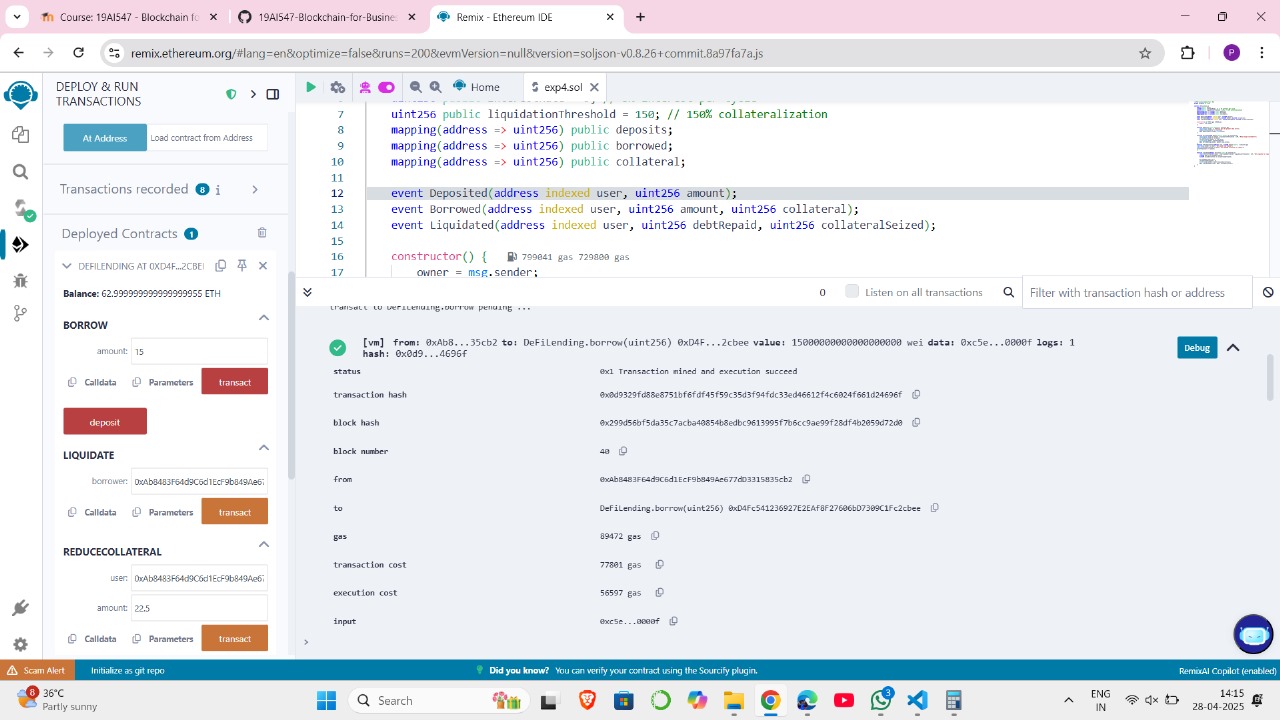 Course: 19AI547 - Blockchain fo
19AI547-Blockchain-for-Business
Remix - Ethereum IDE
remix.ethereum.org/#lang=en&optimize=false&runs=200&evmVersion=null&version=soljson-v0.8.26+commit.8a97fa7a.js
P
DEPLOY & RUN
TRANSACTIONS
Home
exp4.sol
At Address
Load contract from Address
Transactions recorded 8 i
Deployed Contracts 1
DEFILENDING AT 0XD4F...2CBEE
Balance: 62.999999999999999955 ETH
BORROW
amount: 15
Calldata
Parameters
transact
deposit
LIQUIDATE
borrower: 0xAb8483F64d9C6d1EcF9b849Ae67
Calldata
Parameters
transact
REDUCECOLLATERAL
user: 0xAb8483F64d9C6d1EcF9b849Ae67
amount: 22.5
Calldata
Parameters
transact
7 uint256 public liquidationThreshold = 150; // 150% collateralization
8 mapping(address => uint256) public deposits;
9 mapping(address => uint256) public borrowed;
10 mapping(address => uint256) public collateral;
11
12 event Deposited(address indexed user, uint256 amount);
13 event Borrowed(address indexed user, uint256 amount, uint256 collateral);
14 event Liquidated(address indexed user, uint256 debtRepaid, uint256 collateralSeized);
15
16 constructor() { 799041 gas 729800 gas
17 owner = msg.sender;
0
Listen on all transactions
Filter with transaction hash or address
transact to DeFiLending.borrow pending ...
[vm] from: 0xAb8...35cb2 to: DeFiLending.borrow(uint256) 0xD4F...2cbee value: 15000000000000000000 wei data: 0xc5e...0000f logs: 1
hash: 0x0d9...4696f
Debug
status 0x1 Transaction mined and execution succeed
transaction hash 0x0d9329fd88e8751bf6fdf45f59c35d3f94fdc33ed46612f4c6024f661d24696f
block hash 0x299d56bf5da35c7acba40854b8edbc9613995f7b6cc9ae99f28df4b2059d72d0
block number 40
from 0xAb8483F64d9C6d1EcF9b849Ae677dD3315835cb2
to DeFiLending.borrow(uint256) 0xD4Fc541236927E2EAf8F27606bD7309C1Fc2cbee
gas 89472 gas
transaction cost 77801 gas
execution cost 56597 gas
input 0xc5e...0000f
>
Scam Alert
Initialize as git repo
Did you know? You can verify your contract using the Sourcify plugin.
RemixAI Copilot (enabled)
8
36°C
Partly sunny
Search
3
ENG
IN
14:15
28-04-2025